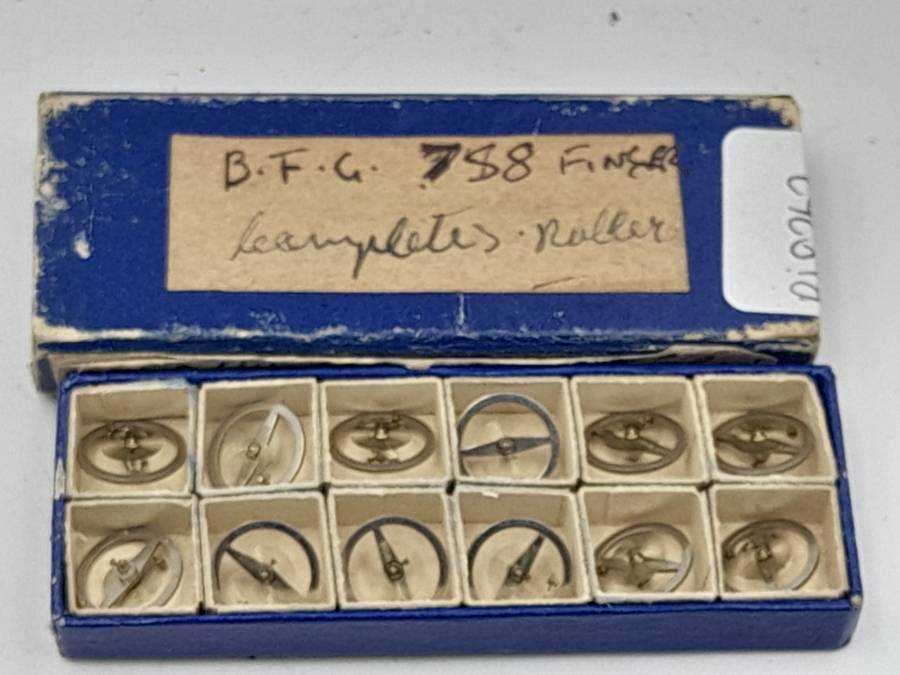 B.F.G. 788 FINGER
completes. Roller